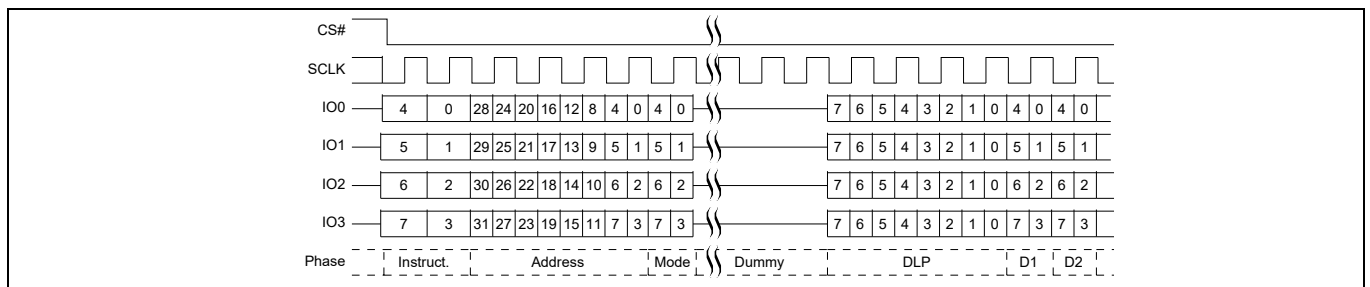 CS#
SCLK
IO0 4 0 28 24 20 16 12 8 4 0 4 0 7 6 5 4 3 2 1 0 4 0 4 0
IO1 5 1 29 25 21 17 13 9 5 1 5 1 7 6 5 4 3 2 1 0 5 1 5 1
IO2 6 2 30 26 22 18 14 10 6 2 6 2 7 6 5 4 3 2 1 0 6 2 6 2
IO3 7 3 31 27 23 19 15 11 7 3 7 3 7 6 5 4 3 2 1 0 7 3 7 3
Phase Instruct. Address Mode Dummy DLP D1 D2